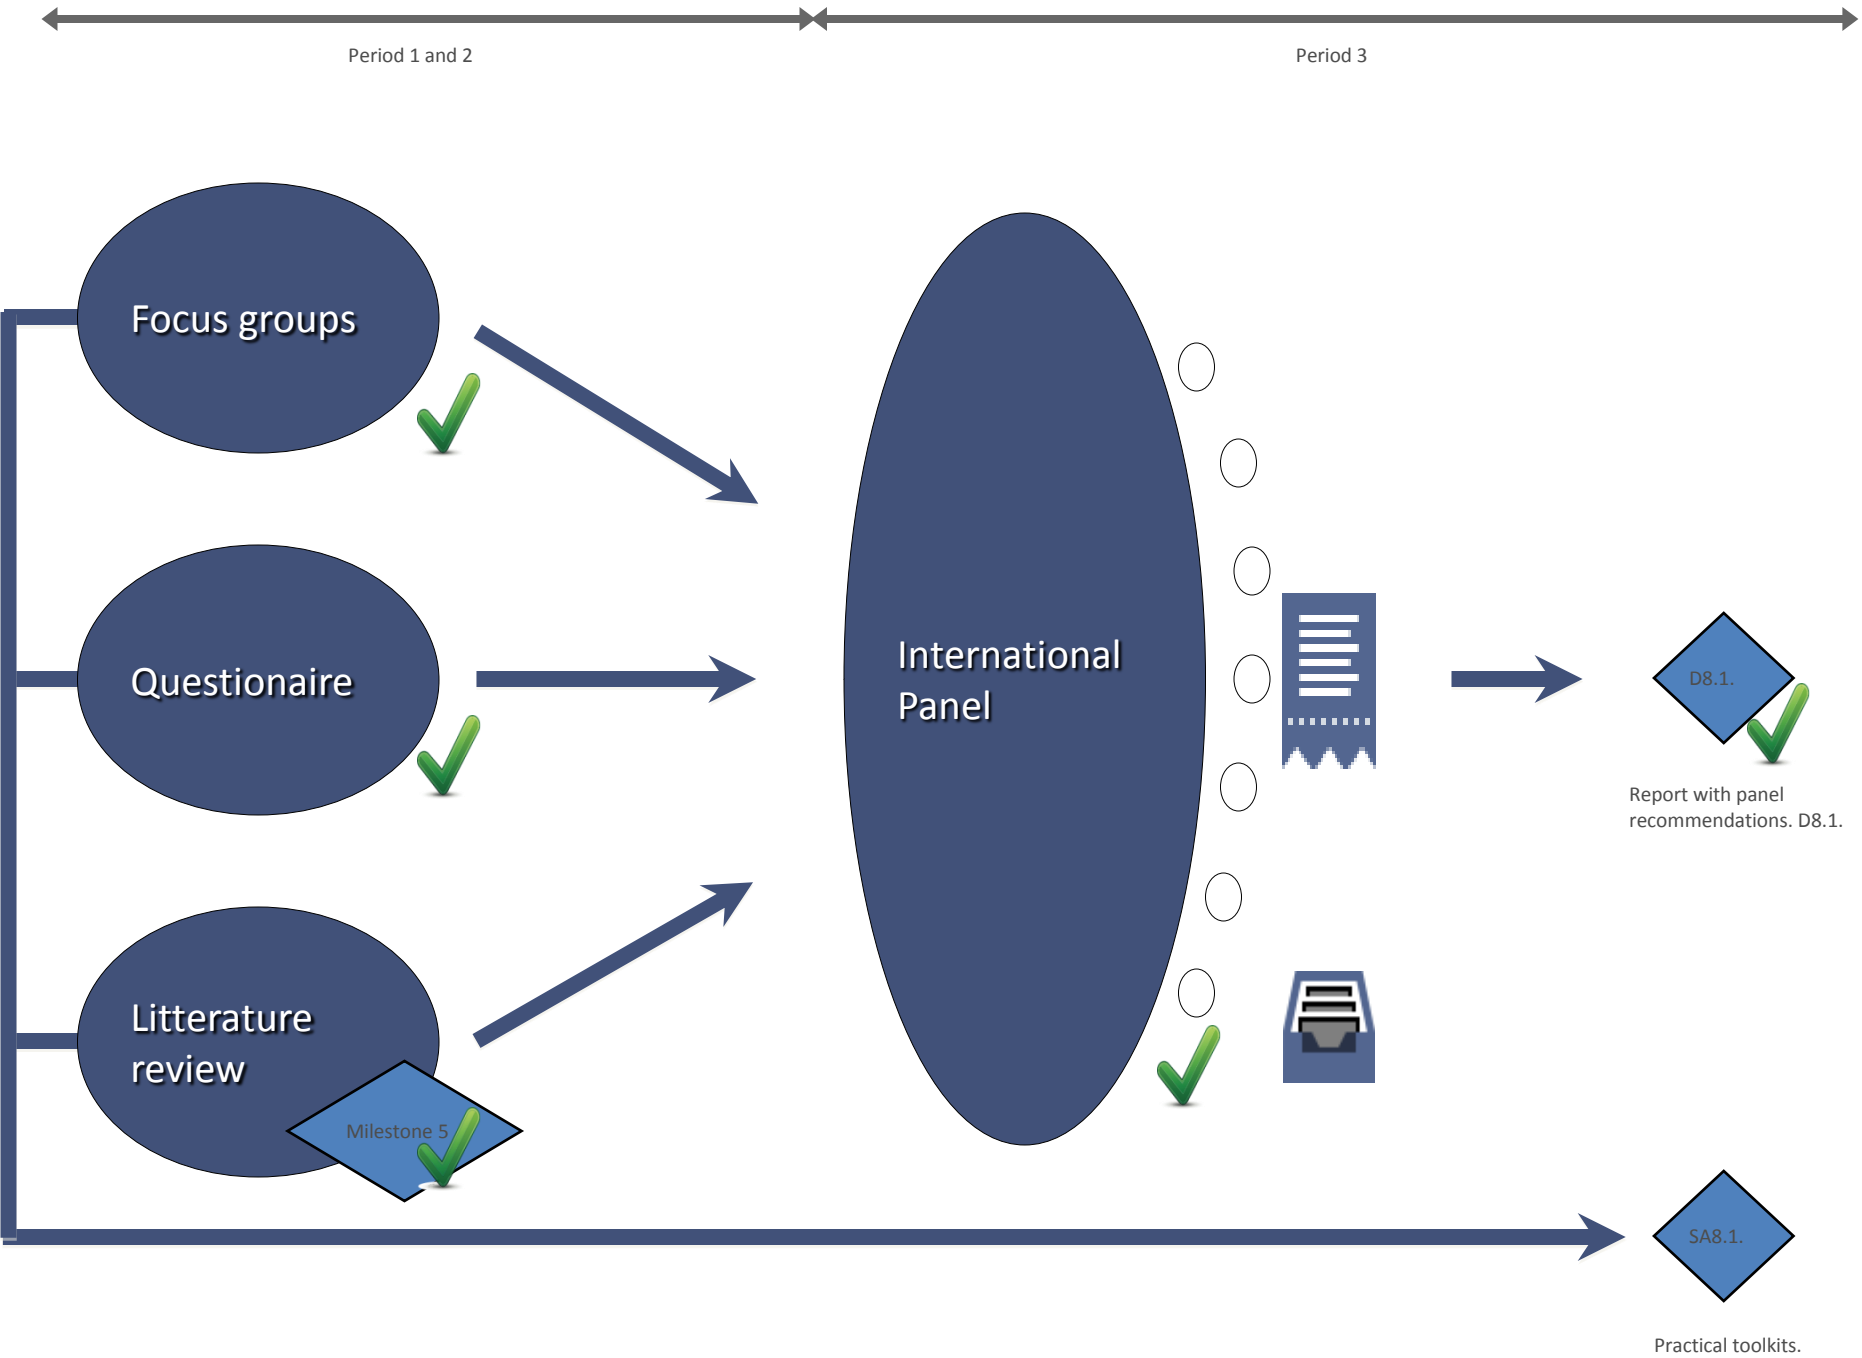 Period 1 and 2
Period 3
Focus groups
Questionaire
International
Panel
D8.1.
Report with panel
recommendations. D8.1.
Litterature
review
Milestone 5
SA8.1.
Practical toolkits.